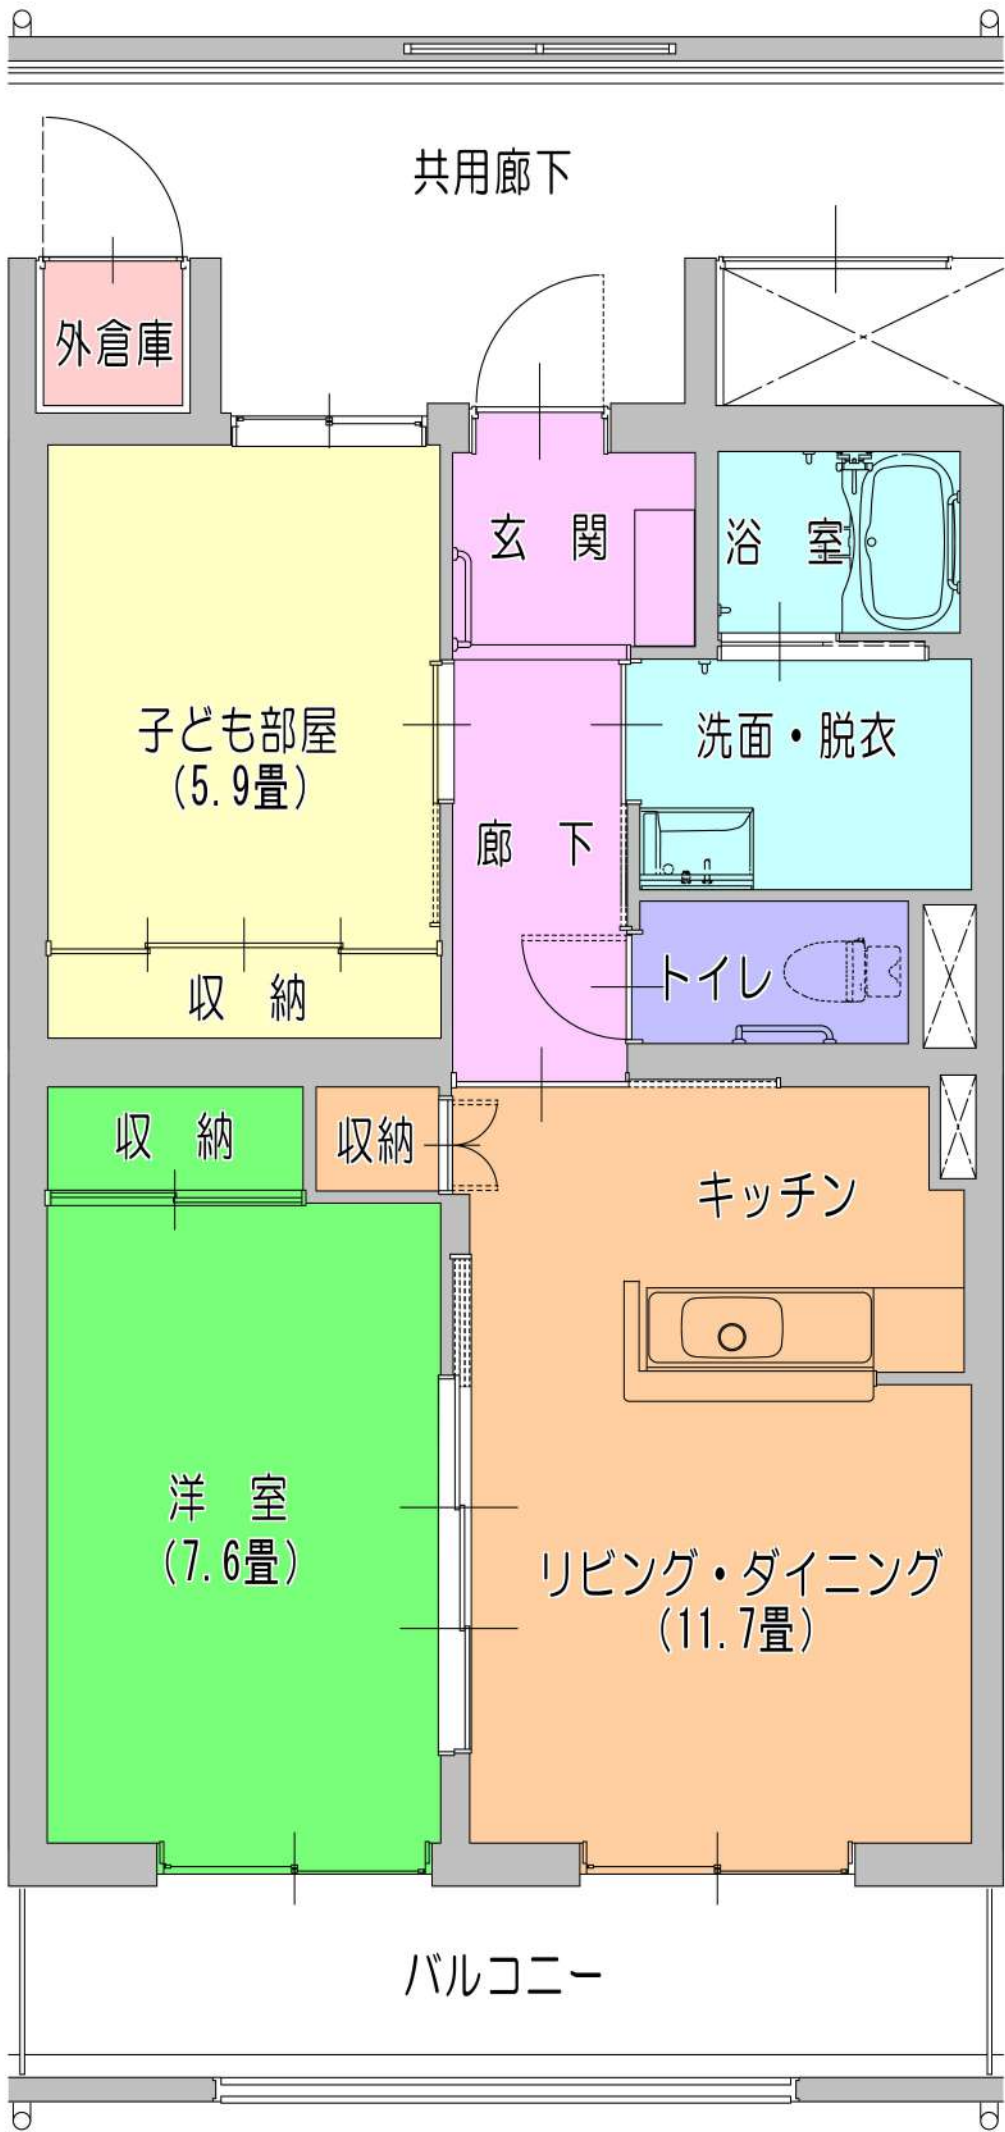 共用廊下
外倉庫
玄　関
浴　室
子ども部屋
(5.9畳)
洗面・脱衣
廊　下
トイレ
収　納
収　納
収納
キッチン
洋　室
(7.6畳)
リビング・ダイニング
(11.7畳)
バルコニー